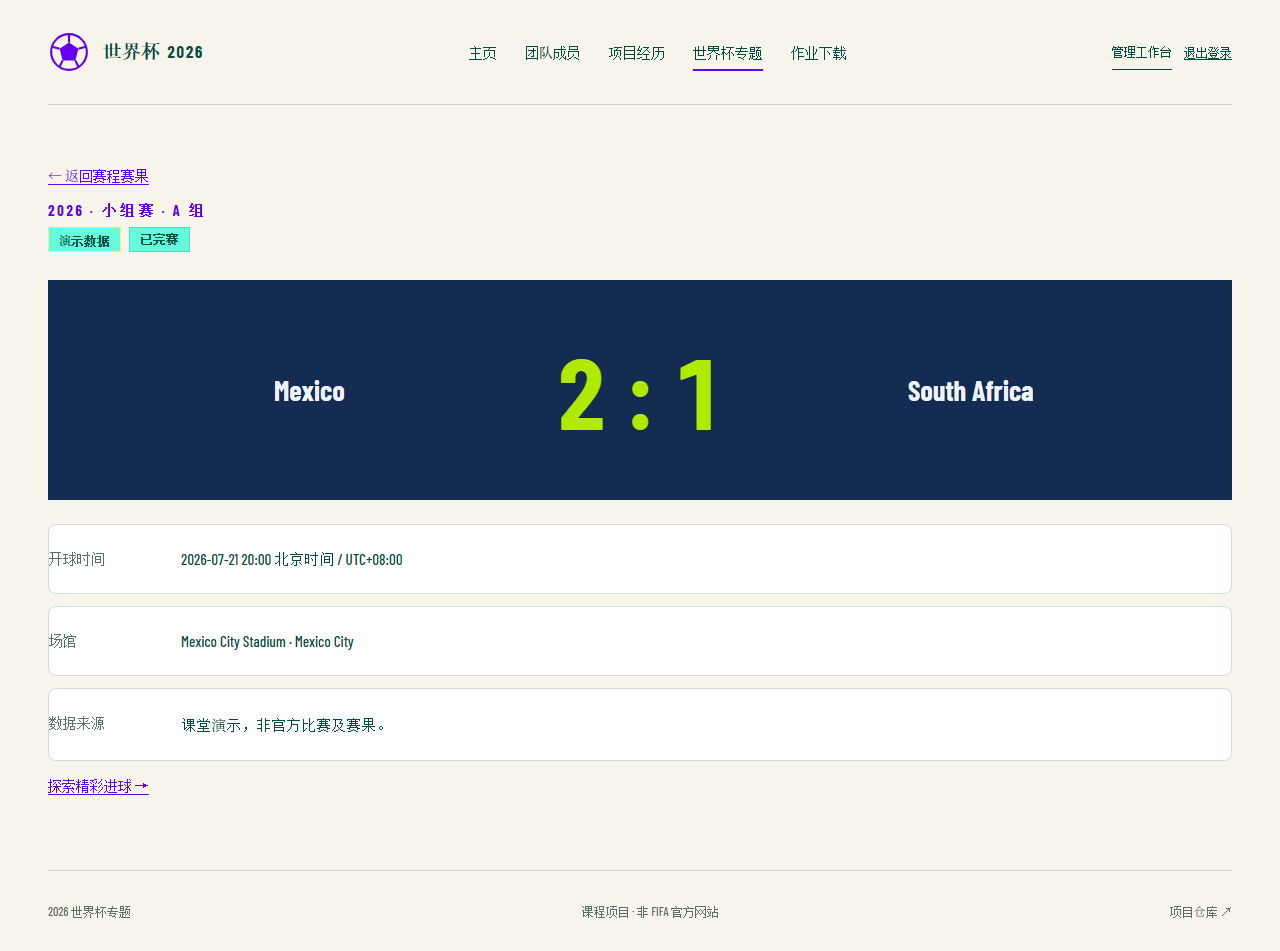 世界杯 2026
主页 团队成员 项目经历 世界杯专题 作业下载
管理工作台 退出登录
← 返回赛程赛果
2026 · 小组赛 · A 组
演示数据 已完赛
Mexico 2 : 1 South Africa
开球时间 2026-07-21 20:00 北京时间 / UTC+08:00
场馆 Mexico City Stadium · Mexico City
数据来源 课堂演示，非官方比赛及赛果。
探索精彩进球 →
2026 世界杯专题 课程项目 · 非 FIFA 官方网站 项目仓库 ↗